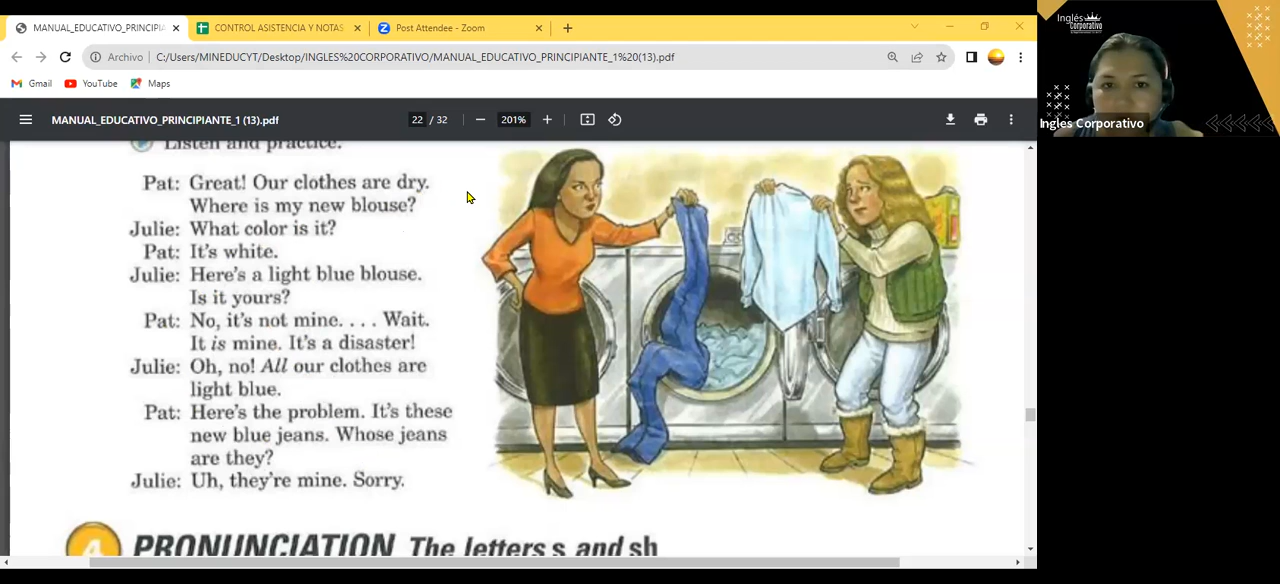 MANUAL_EDUCATIVO_PRINCIPIA
CONTROL ASISTENCIA Y NOTAS
Post Attendee - Zoom
Archivo
C:/Users/MINEDUCYT/Desktop/INGLES%20CORPORATIVO/MANUAL_EDUCATIVO_PRINCIPIANTE_1%20(13).pdf
Gmail
YouTube
Maps
MANUAL_EDUCATIVO_PRINCIPIANTE_1 (13).pdf
22 / 32
201%
Listen and practice.
Pat: Great! Our clothes are dry.
Where is my new blouse?
Julie: What color is it?
Pat: It's white.
Julie: Here's a light blue blouse.
Is it yours?
Pat: No, it's not mine. . . . Wait.
It is mine. It's a disaster!
Julie: Oh, no! All our clothes are
light blue.
Pat: Here's the problem. It's these
new blue jeans. Whose jeans
are they?
Julie: Uh, they're mine. Sorry.
4 PRONUNCIATION The letters s and sh
Inglés
Corporativo
Ingles Corporativo